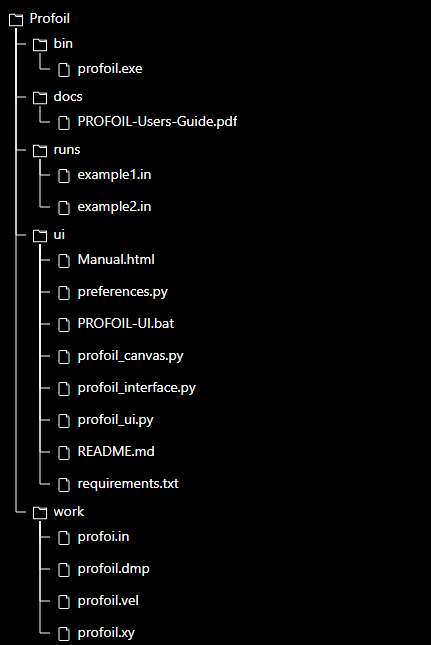 Profoil
bin
profoil.exe
docs
PROFOIL-Users-Guide.pdf
runs
example1.in
example2.in
ui
Manual.html
preferences.py
PROFOIL-UI.bat
profoil_canvas.py
profoil_interface.py
profoil_ui.py
README.md
requirements.txt
work
profoi.in
profoil.dmp
profoil.vel
profoil.xy